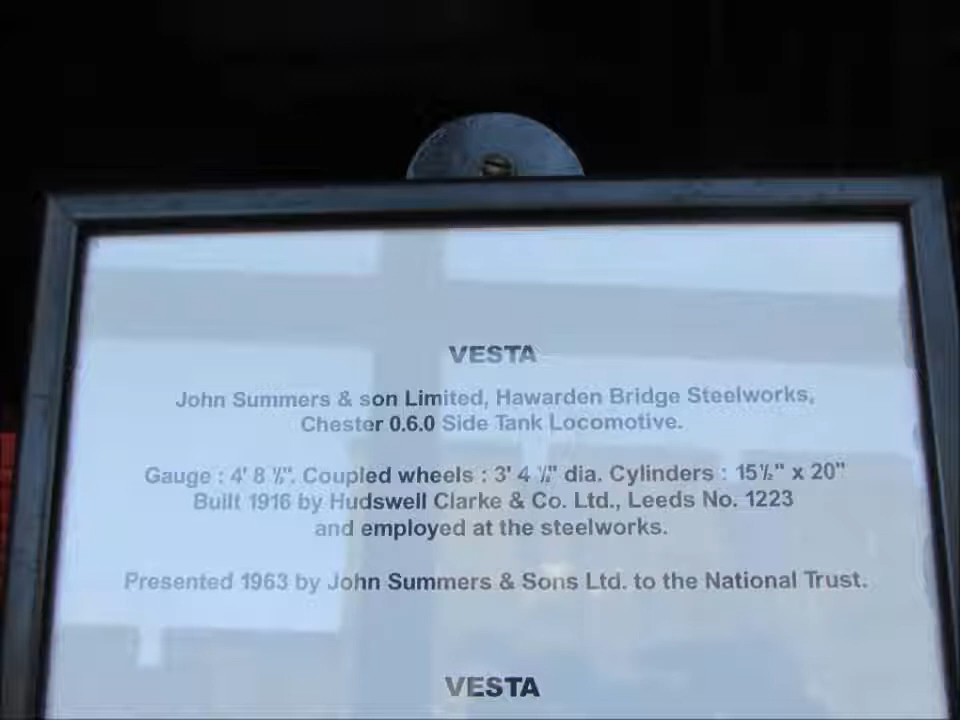 VESTA
John Summers & son Limited, Hawarden Bridge Steelworks,
Chester 0.6.0 Side Tank Locomotive.
Gauge : 4' 8 ½". Coupled wheels : 3' 4 ½" dia. Cylinders : 15½" x 20"
Built 1916 by Hudswell Clarke & Co. Ltd., Leeds No. 1223
and employed at the steelworks.
Presented 1963 by John Summers & Sons Ltd. to the National Trust.
VESTA